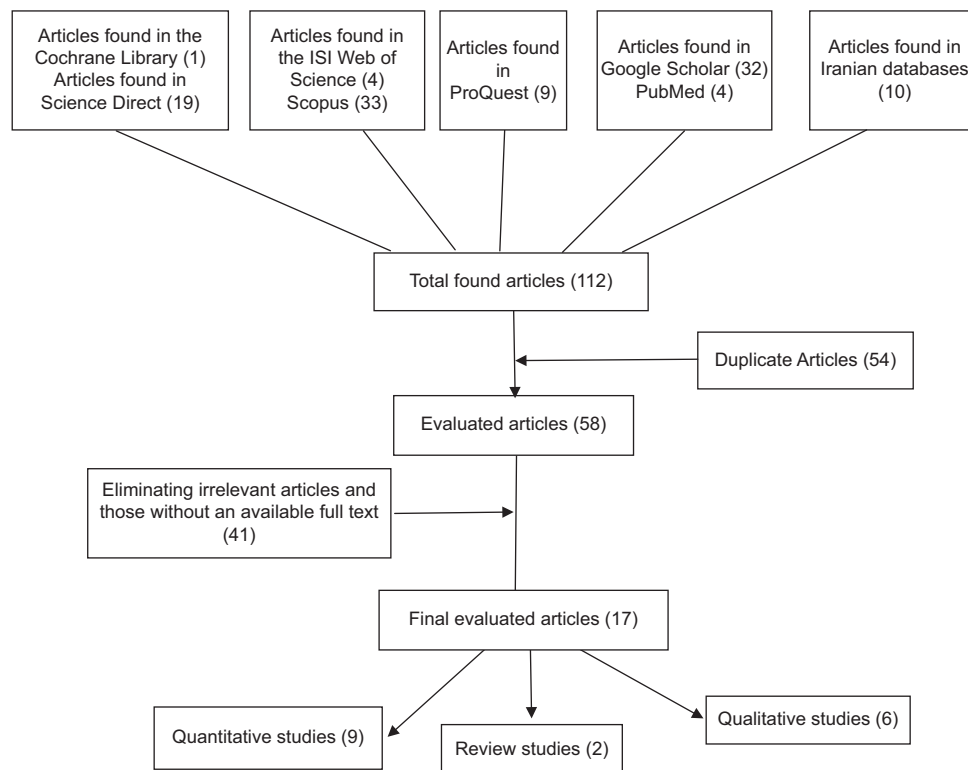 Articles found in the
Cochrane Library (1)
Articles found in
Science Direct (19)
Articles found in
the ISI Web of
Science (4)
Scopus (33)
Articles found
in
ProQuest (9)
Articles found in
Google Scholar (32)
PubMed (4)
Articles found in
Iranian databases
(10)
Total found articles (112)
Duplicate Articles (54)
Evaluated articles (58)
Eliminating irrelevant articles and
those without an available full text
(41)
Final evaluated articles (17)
Quantitative studies (9)
Review studies (2)
Qualitative studies (6)